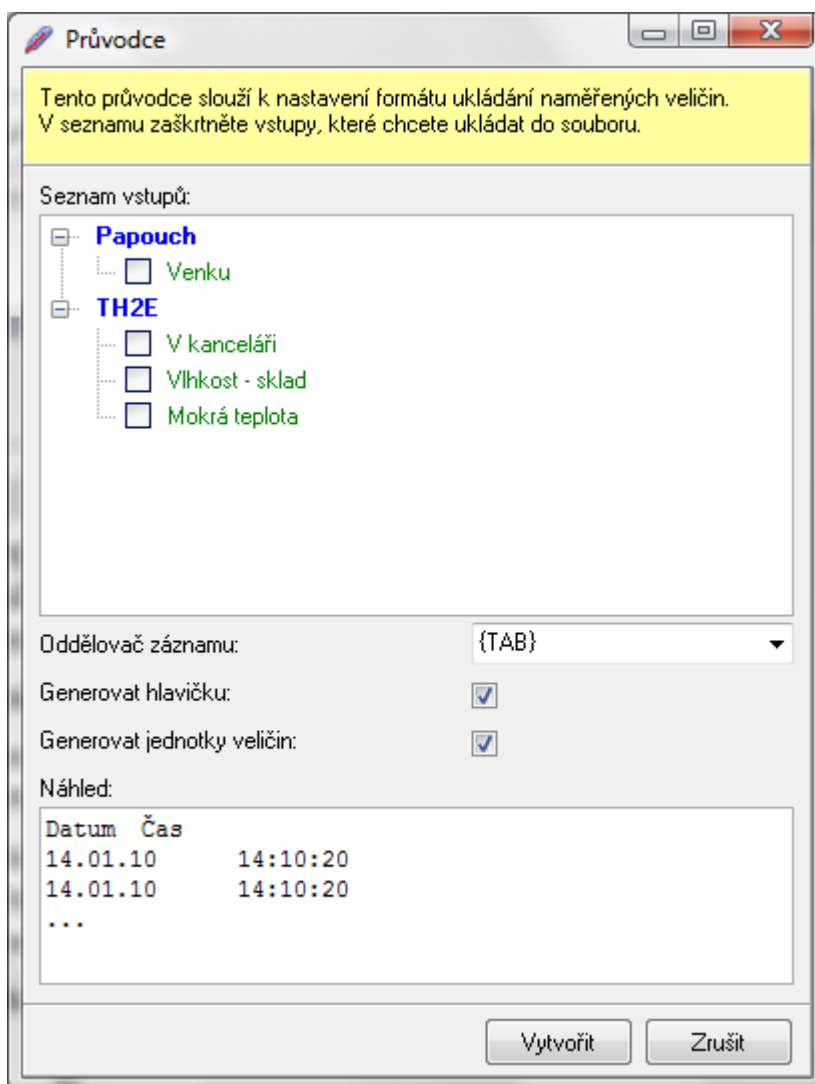 Průvodce
Tento průvodce slouží k nastavení formátu ukládání naměřených veličin.
V seznamu zaškrtněte vstupy, které chcete ukládat do souboru.
Seznam vstupů:
Papouch
Venku
TH2E
V kanceláři
Vlhkost - sklad
Mokrá teplota
Oddělovač záznamu: {TAB}
Generovat hlavičku:
Generovat jednotky veličin:
Náhled:
Datum Čas
14.01.10 14:10:20
14.01.10 14:10:20
...
Vytvořit Zrušit